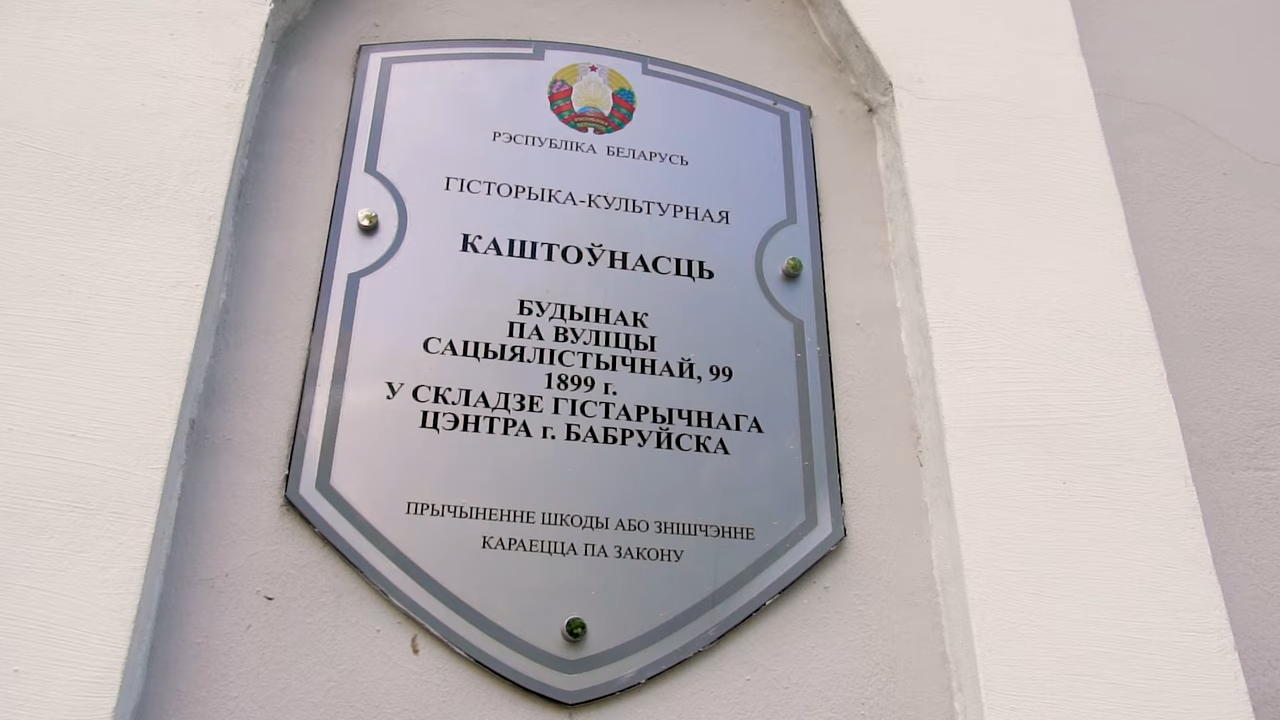 РЭСПУБЛІКА БЕЛАРУСЬ
ГІСТОРЫКА-КУЛЬТУРНАЯ
КАШТОЎНАСЦЬ
БУДЫНАК
ПА ВУЛІЦЫ
САЦЫЯЛІСТЫЧНАЙ, 99
1899 г.
У СКЛАДЗЕ ГІСТАРЫЧНАГА
ЦЭНТРА г. БАБРУЙСКА
ПРЫЧЫНЕННЕ ШКОДЫ АБО ЗНІШЧЭННЕ
КАРАЕЦЦА ПА ЗАКОНУ